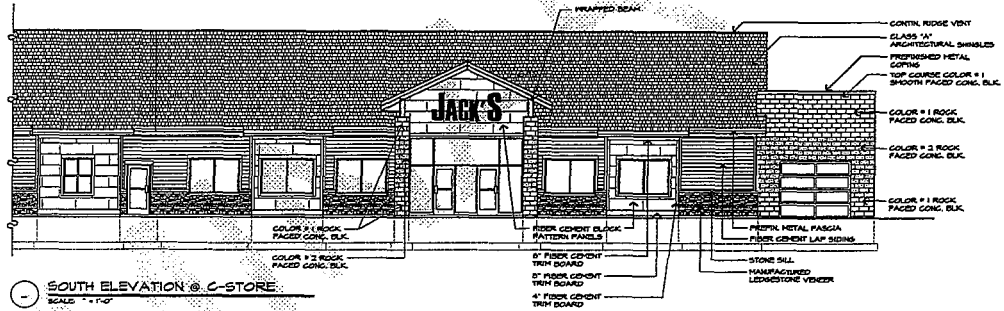 WRAPPED BEAM
CONTIN. RIDGE VENT
CLASS "A"
ARCHITECTURAL SHINGLES
PREFINISHED METAL
COPING
TOP COURSE COLOR # 1
SMOOTH FACED CONC. BLK.
JACK'S
COLOR # 1 ROCK
FACED CONC. BLK.
COLOR # 2 ROCK
FACED CONC. BLK.
COLOR # 1 ROCK
FACED CONC. BLK.
COLOR # 1 ROCK
FACED CONC. BLK.
COLOR # 2 ROCK
FACED CONC. BLK.
FIBER CEMENT BLOCK
PATTERN PANELS
8" FIBER CEMENT
TRIM BOARD
5" FIBER CEMENT
TRIM BOARD
4" FIBER CEMENT
TRIM BOARD
PREFIN. METAL FASCIA
FIBER CEMENT LAP SIDING
STONE SILL
MANUFACTURED
LEDGESTONE VENEER
SOUTH ELEVATION @ C-STORE
SCALE: " = 1'-0"